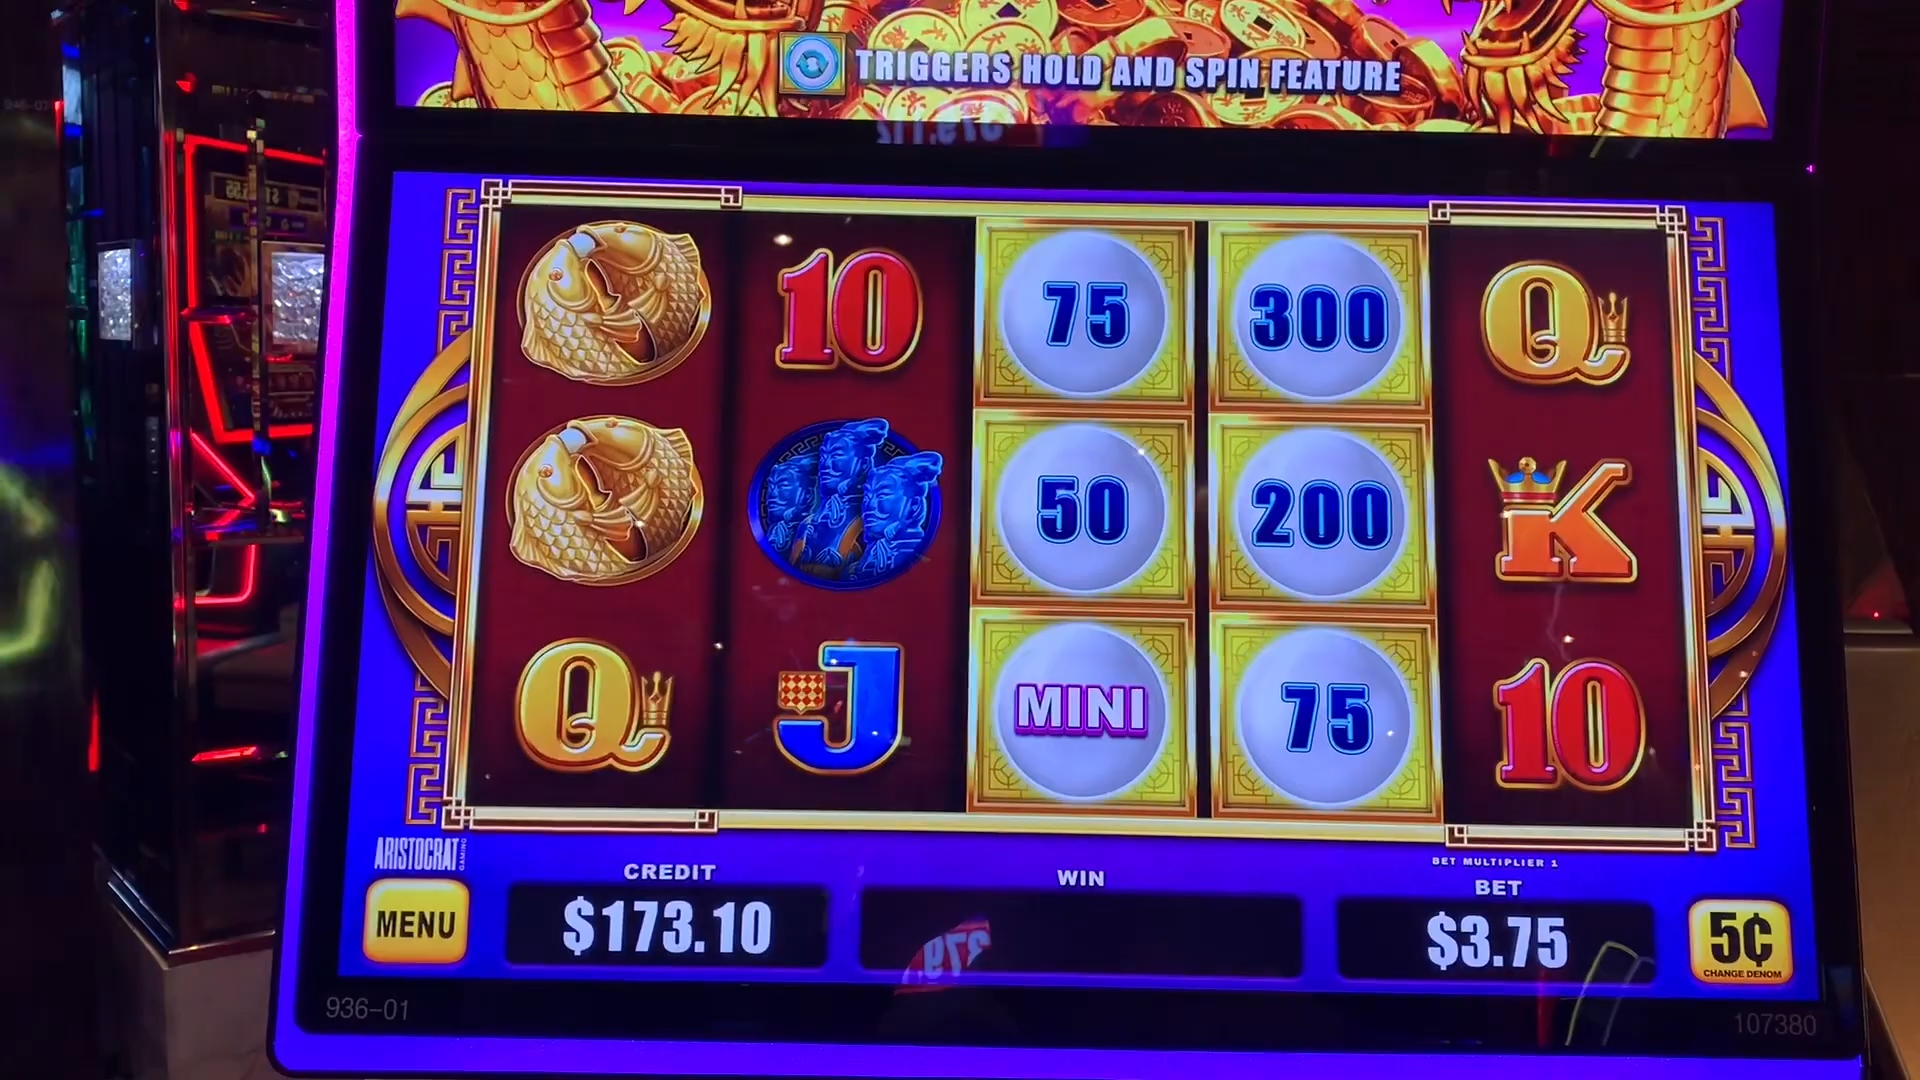 TRIGGERS HOLD AND SPIN FEATURE
10 75 300 Q
50 200 K
Q J MINI 75 10
ARISTOCRAT GAMING
BET MULTIPLIER 1
CREDIT WIN BET
MENU $173.10 $3.75 5¢
CHANGE DENOM
936-01 107380